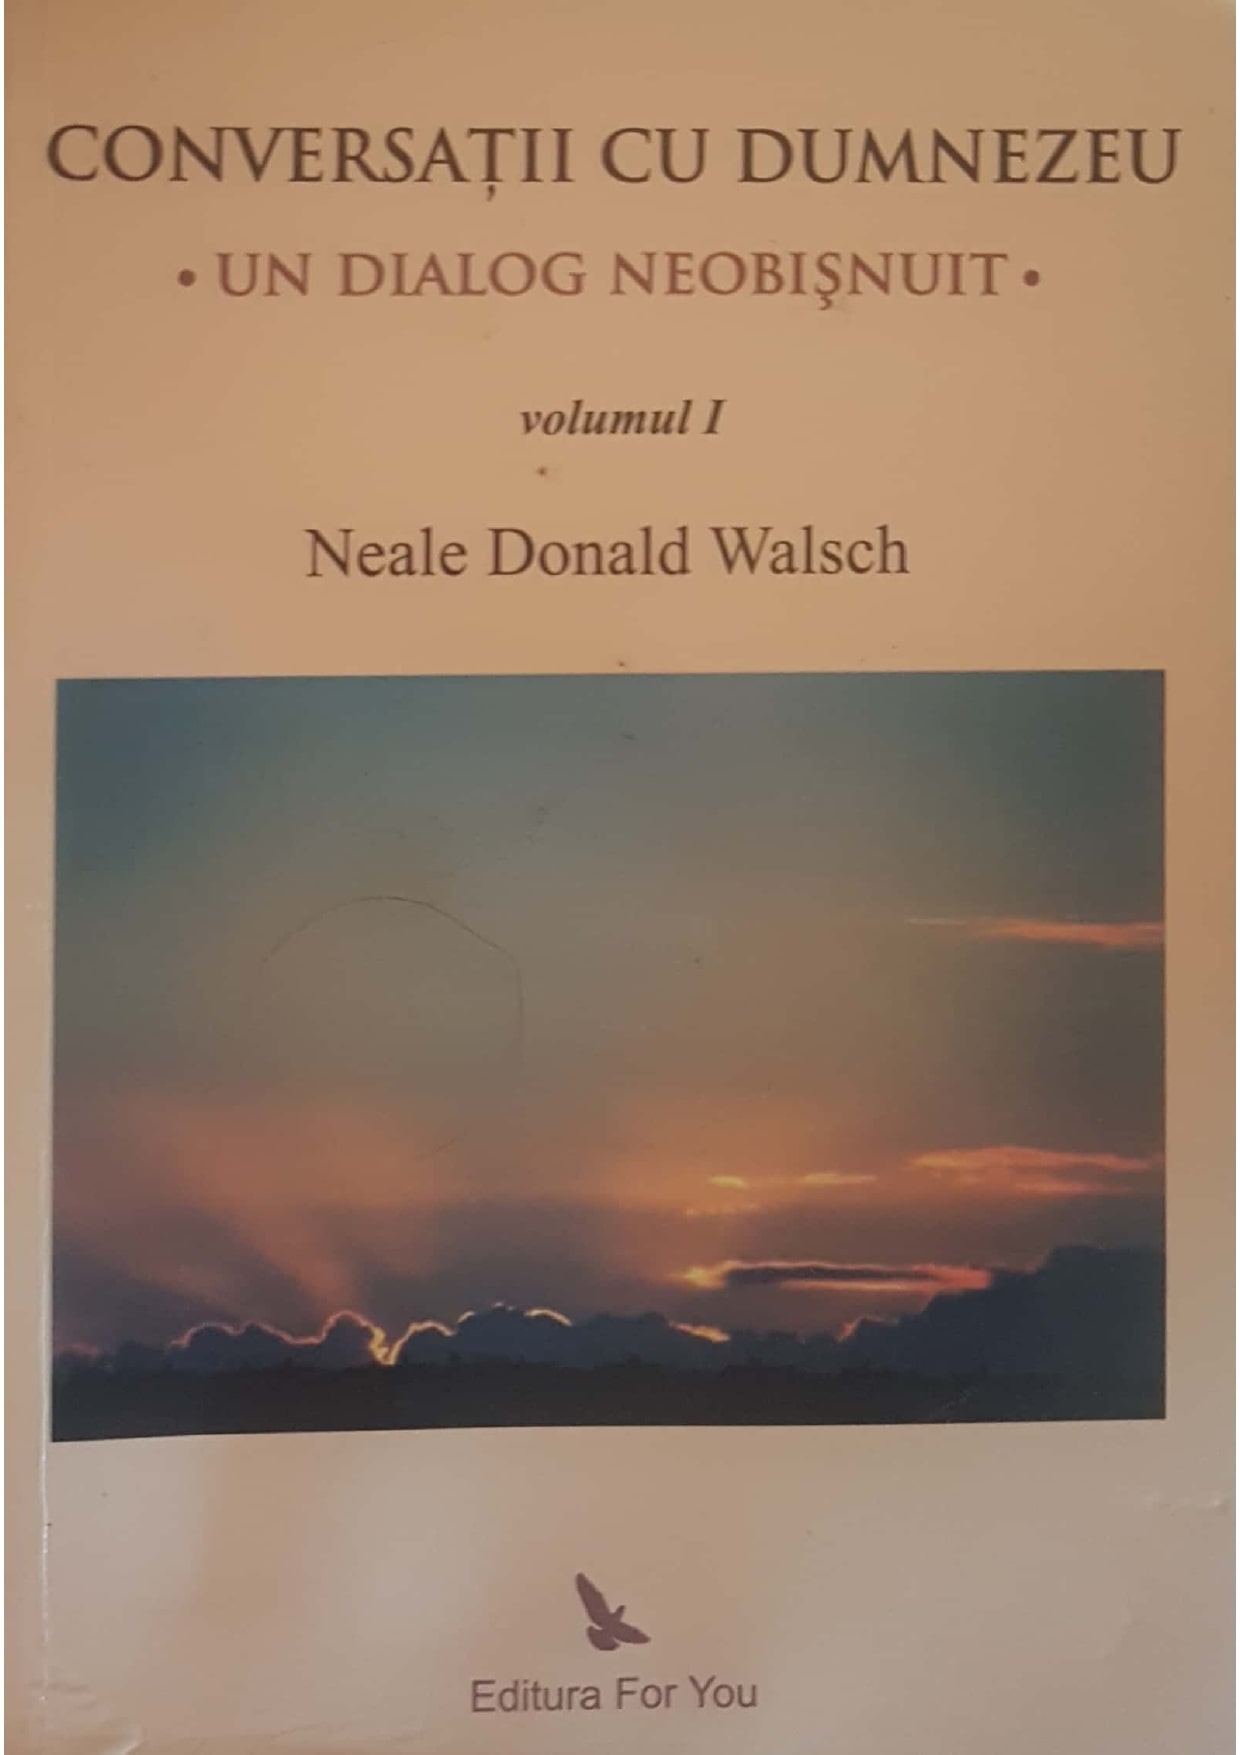 CONVERSAȚII CU DUMNEZEU
• UN DIALOG NEOBIŞNUIT •
volumul I
Neale Donald Walsch
Editura For You